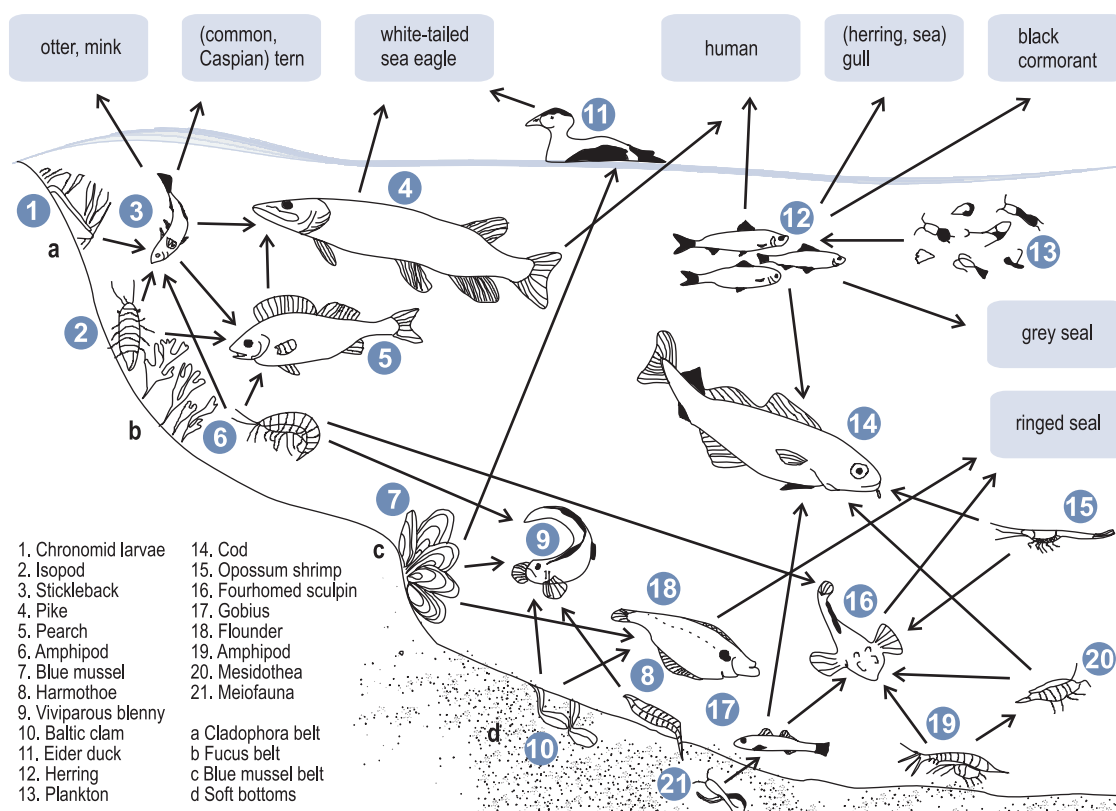 otter, mink
(common,
Caspian) tern
white-tailed
sea eagle
human
(herring, sea)
gull
black
cormorant
11
4
1
3
12
13
a
2
5
grey seal
b
6
14
ringed seal
7
15
9
c
1. Chronomid larvae
2. Isopod
3. Stickleback
4. Pike
5. Pearch
6. Amphipod
7. Blue mussel
8. Harmothoe
9. Viviparous blenny
10. Baltic clam
11. Eider duck
12. Herring
13. Plankton
14. Cod
15. Opossum shrimp
16. Fourhorned sculpin
17. Gobius
18. Flounder
19. Amphipod
20. Mesidothea
21. Meiofauna
a Cladophora belt
b Fucus belt
c Blue mussel belt
d Soft bottoms
18
16
20
8
17
d
19
10
21